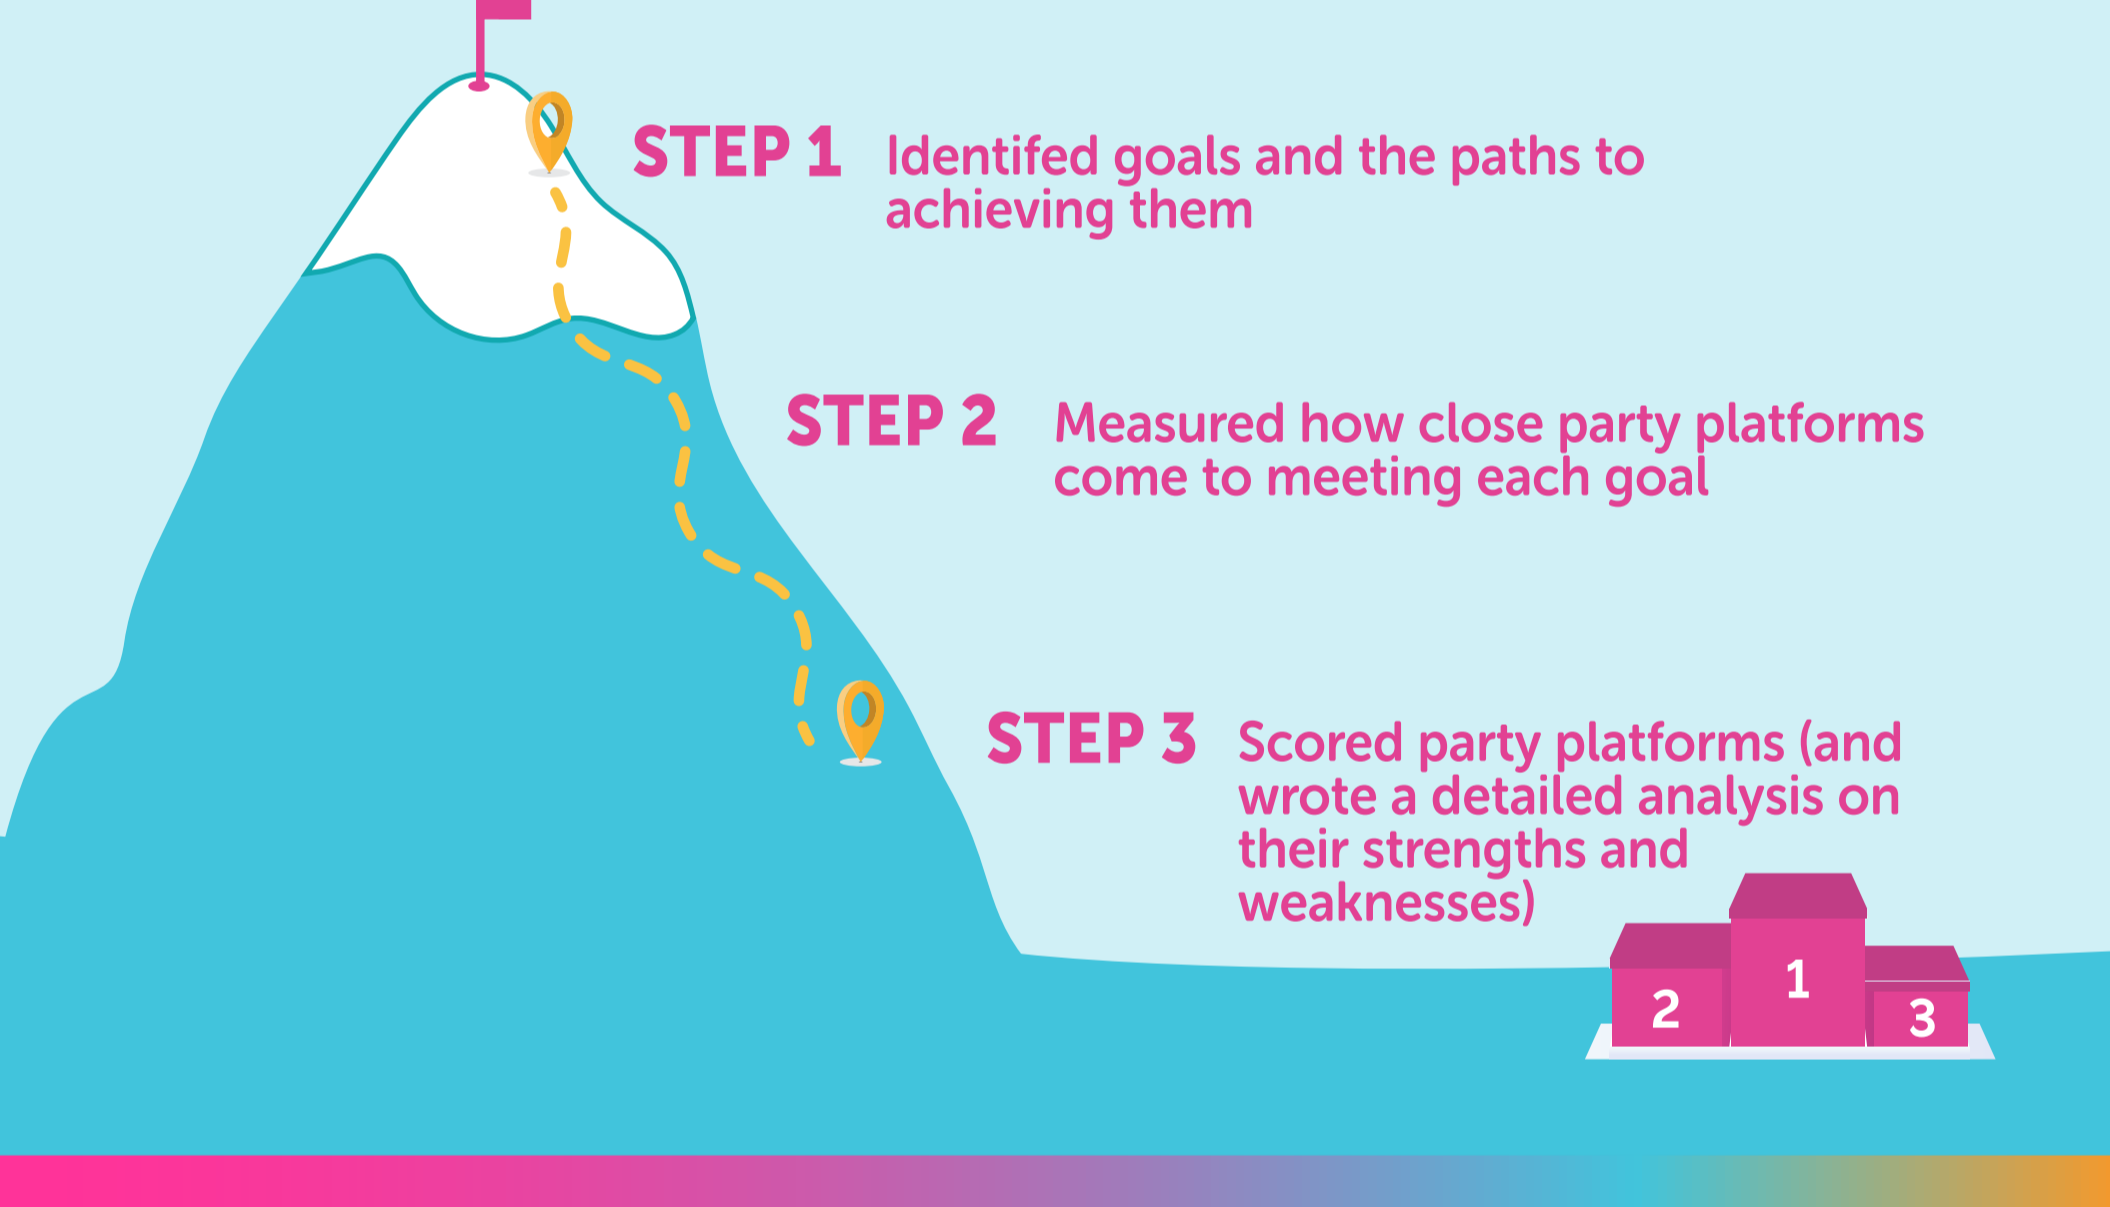 STEP 1
Identifed goals and the paths to
achieving them
STEP 2
Measured how close party platforms
come to meeting each goal
STEP 3
Scored party platforms (and
wrote a detailed analysis on
their strengths and
weaknesses)
2
1
3